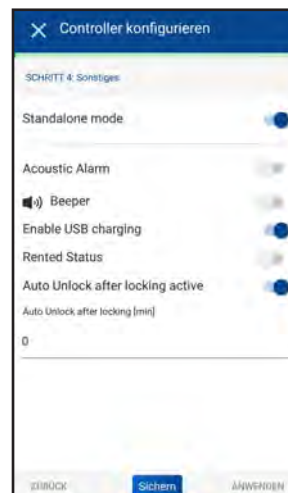 Controller konfigurieren
SCHRITT 4: Sonstiges
Standalone mode
Acoustic Alarm
Beeper
Enable USB charging
Rented Status
Auto Unlock after locking active
Auto Unlock after locking [min]
0
ZURÜCK Sichern ANWENDEN